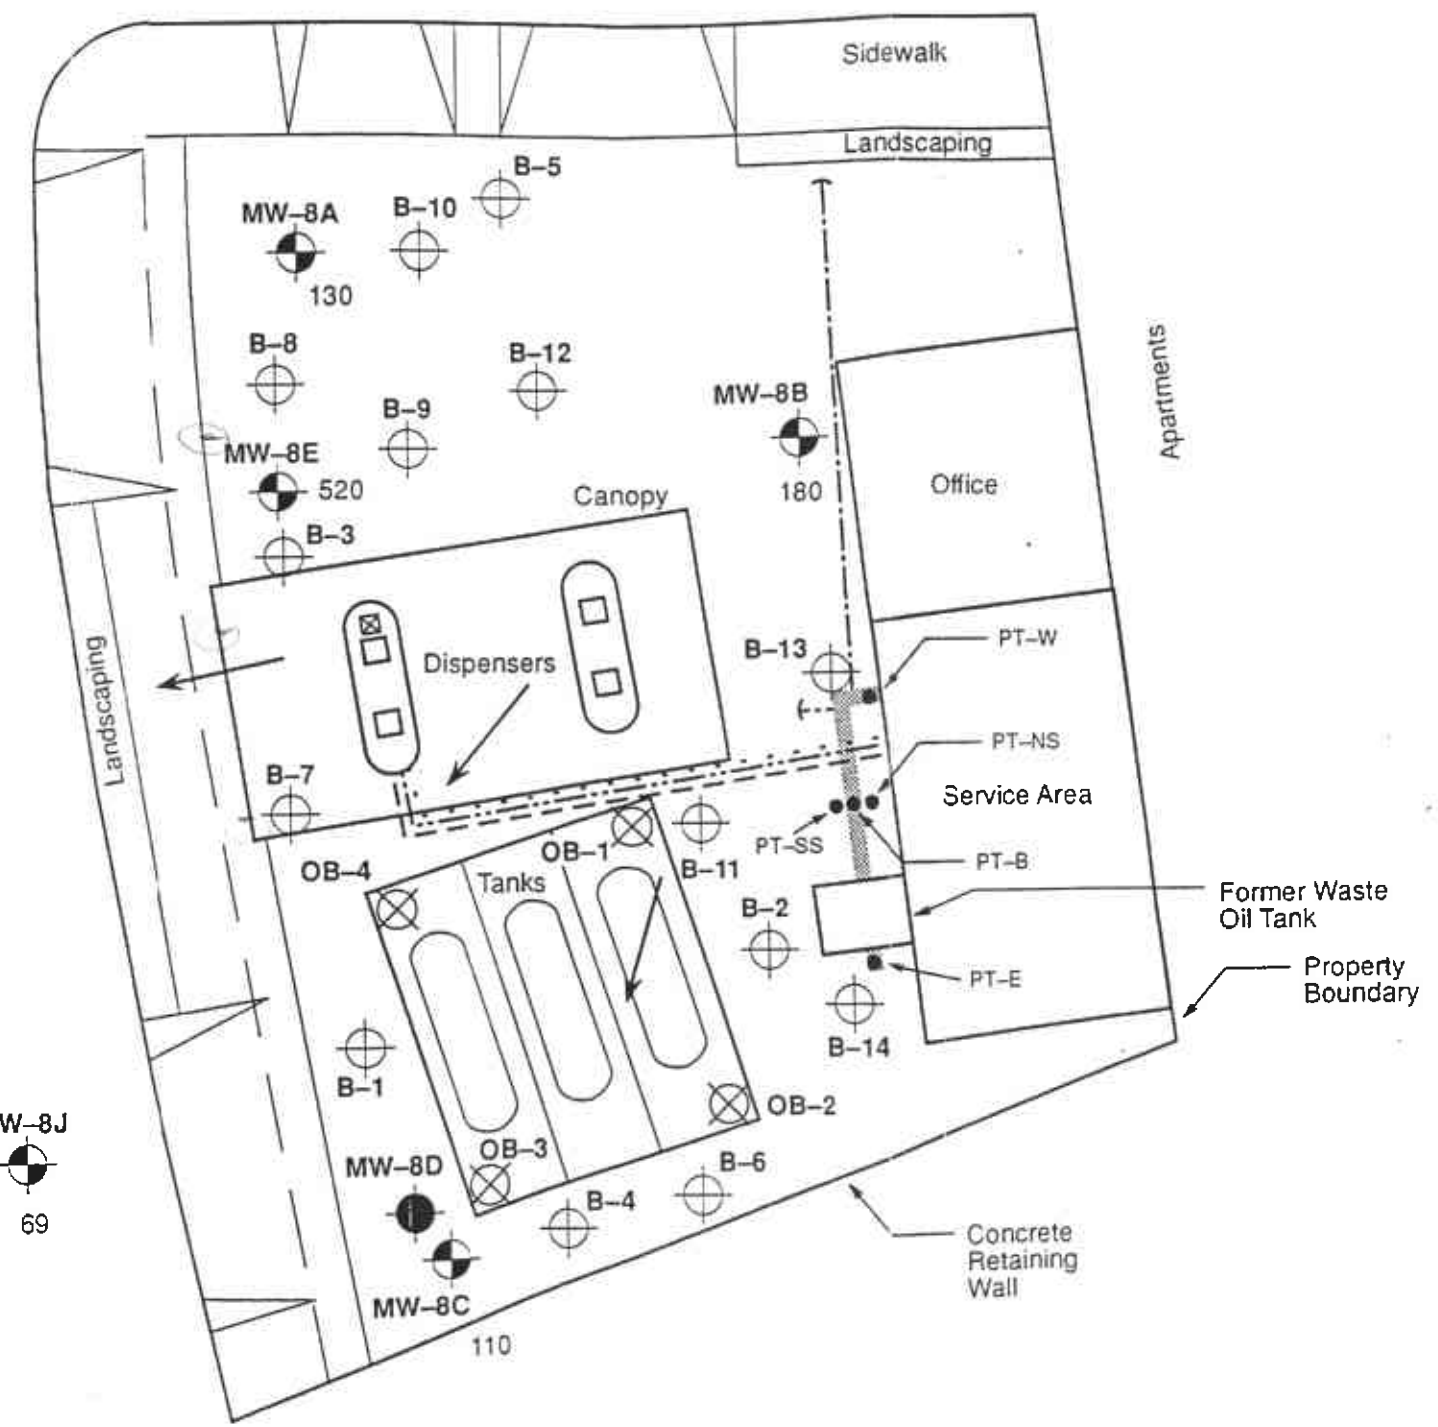 Sidewalk
Landscaping
B–5
MW–8A
B–10
130
B–8
B–12
MW–8B
B–9
MW–8E
520
180
Canopy
B–3
Office
Apartments
Landscaping
Dispensers
B–13
PT–W
PT–NS
B–7
Service Area
PT–SS
PT–B
OB–4
OB–1
B–11
Tanks
B–2
Former Waste
Oil Tank
PT–E
Property
Boundary
B–14
B–1
OB–2
W–8J
69
MW–8D
OB–3
B–4
B–6
Concrete
Retaining
Wall
MW–8C
110